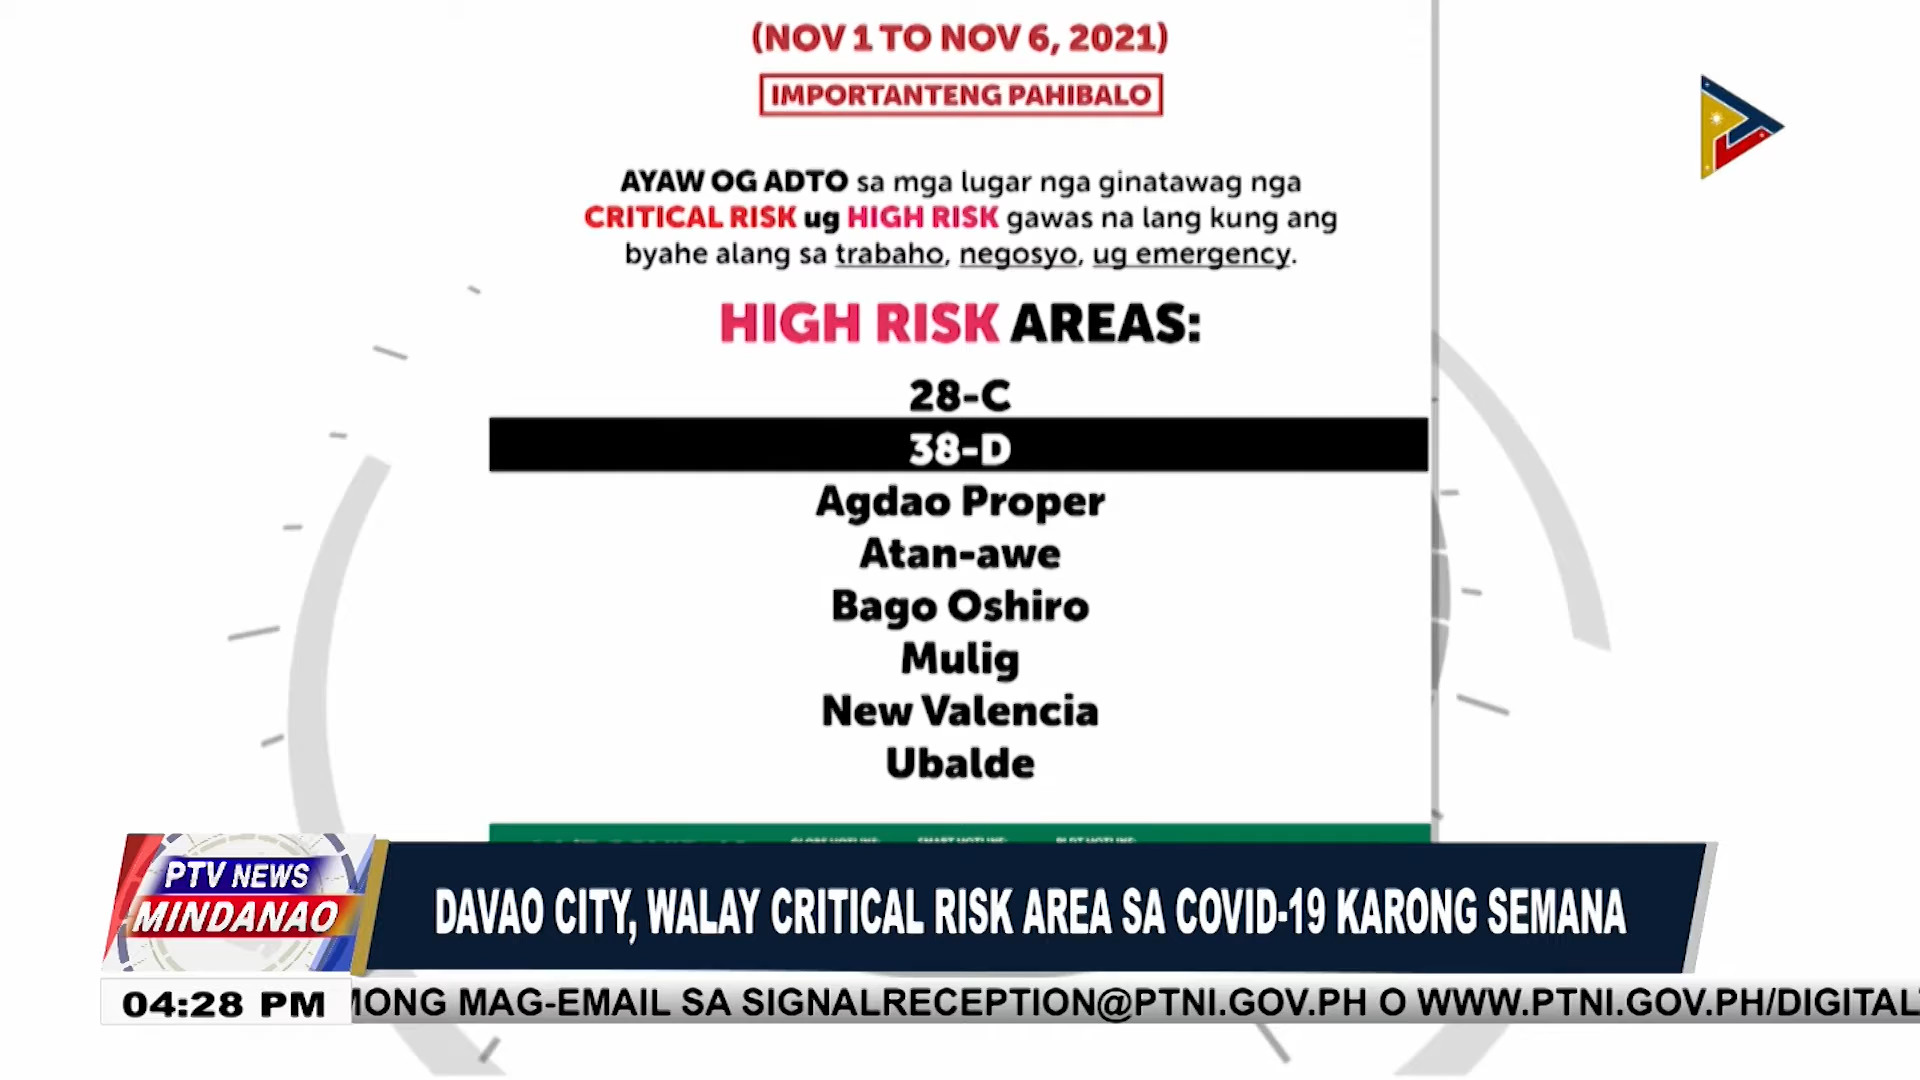 (NOV 1 TO NOV 6, 2021)
IMPORTANTENG PAHIBALO
AYAW OG ADTO sa mga lugar nga ginatawag nga
CRITICAL RISK ug HIGH RISK gawas na lang kung ang
byahe alang sa trabaho, negosyo, ug emergency.
HIGH RISK AREAS:
28-C
38-D
Agdao Proper
Atan-awe
Bago Oshiro
Mulig
New Valencia
Ubalde
PTV NEWS
MINDANAO
DAVAO CITY, WALAY CRITICAL RISK AREA SA COVID-19 KARONG SEMANA
04:28 PM
MONG MAG-EMAIL SA SIGNALRECEPTION@PTNI.GOV.PH O WWW.PTNI.GOV.PH/DIGITAL